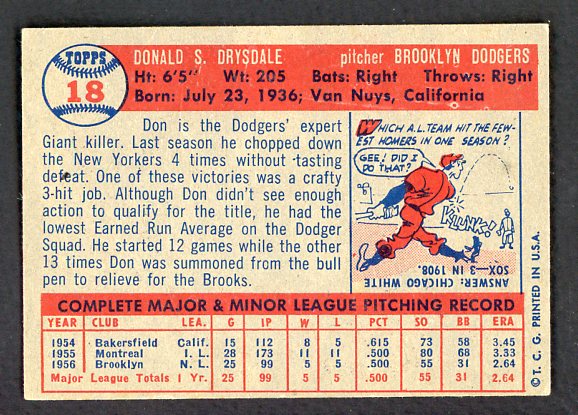 TOPPS
18
DONALD S. DRYSDALE pitcher BROOKLYN DODGERS
Ht: 6'5" Wt: 205 Bats: Right Throws: Right
Born: July 23, 1936; Van Nuys, California
Don is the Dodgers' expert
Giant killer. Last season he chopped down
the New Yorkers 4 times without tasting
defeat. One of these victories was a crafty
3-hit job. Although Don didn't see enough
action to qualify for the title, he had the
lowest Earned Run Average on the Dodger
Squad. He started 12 games while the other
13 times Don was summoned from the bull
pen to relieve for the Brooks.
WHICH A.L. TEAM HIT THE FEW-
EST HOMERS IN ONE SEASON?
GEE! DID I
DO THAT?
KLUNK!
ANSWER: CHICAGO WHITE
SOX—3 IN 1908.
COMPLETE MAJOR & MINOR LEAGUE PITCHING RECORD
YEAR CLUB LEA. G IP W L PCT SO BB ERA
1954 Bakersfield Calif. 15 112 8 5 .615 73 58 3.45
1955 Montreal I. L. 28 173 11 11 .500 80 68 3.33
1956 Brooklyn N. L. 25 99 5 5 .500 55 31 2.64
Major League Totals 1 Yr. 25 99 5 5 .500 55 31 2.64
© T. C. G. PRINTED IN U.S.A.